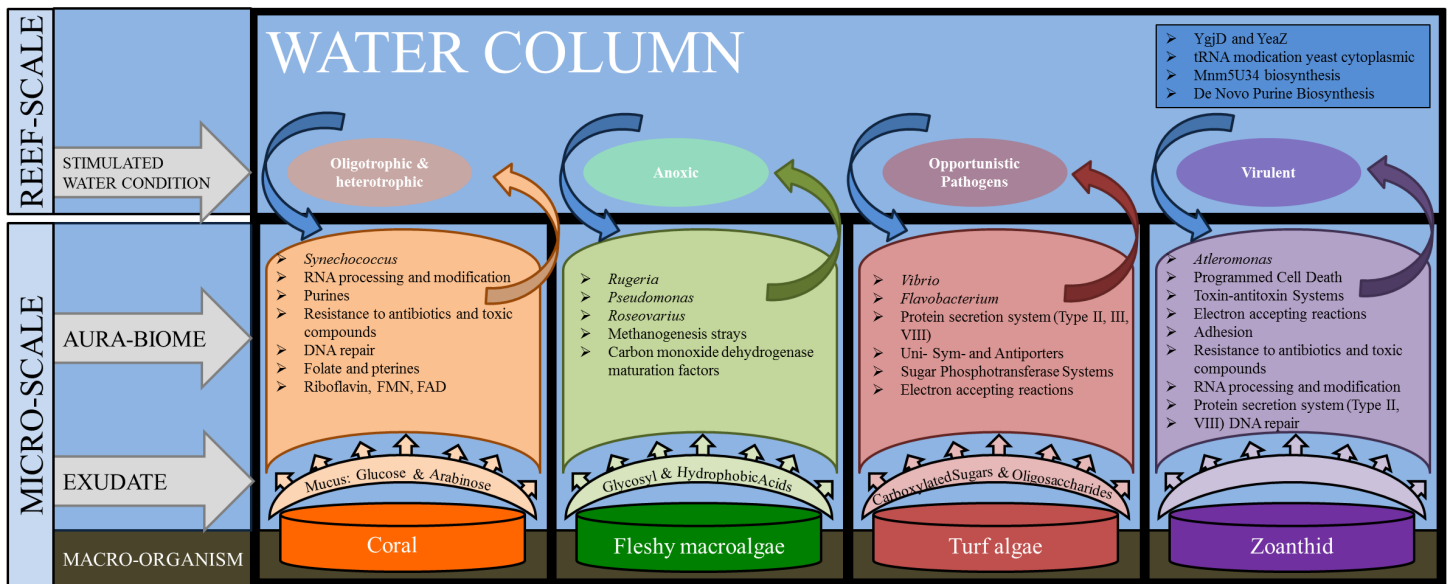 REEF-SCALE
WATER COLUMN
YgjD and YeaZ
tRNA modication yeast cytoplasmic
Mnm5U34 biosynthesis
De Novo Purine Biosynthesis
STIMULATED
WATER CONDITION
Oligotrophic &
heterotrophic
Anoxic
Opportunistic
Pathogens
Virulent
MICRO-SCALE
AURA-BIOME
Synechococcus
RNA processing and modification
Purines
Resistance to antibiotics and toxic
compounds
DNA repair
Folate and pterines
Riboflavin, FMN, FAD
Rugeria
Pseudomonas
Roseovarius
Methanogenesis strays
Carbon monoxide dehydrogenase
maturation factors
Vibrio
Flavobacterium
Protein secretion system (Type II, III,
VIII)
Uni- Sym- and Antiporters
Sugar Phosphotransferase Systems
Electron accepting reactions
Atleromonas
Programmed Cell Death
Toxin-antitoxin Systems
Electron accepting reactions
Adhesion
Resistance to antibiotics and toxic
compounds
RNA processing and modification
Protein secretion system (Type II,
VIII) DNA repair
EXUDATE
Mucus: Glucose & Arabinose
Glycosyl & Hydrophobic Acids
Carboxylated Sugars & Oligosaccharides
MACRO-ORGANISM
Coral
Fleshy macroalgae
Turf algae
Zoanthid